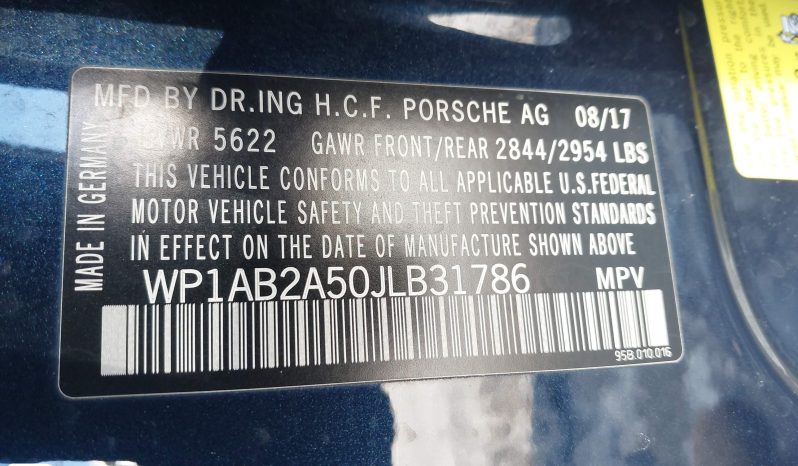 MFD BY DR.ING H.C.F. PORSCHE AG 08/17
GVWR 5622 GAWR FRONT/REAR 2844/2954 LBS
THIS VEHICLE CONFORMS TO ALL APPLICABLE U.S.FEDERAL
MOTOR VEHICLE SAFETY AND THEFT PREVENTION STANDARDS
IN EFFECT ON THE DATE OF MANUFACTURE SHOWN ABOVE
MADE IN GERMANY
WP1AB2A50JLB31786 MPV
95B.010.016